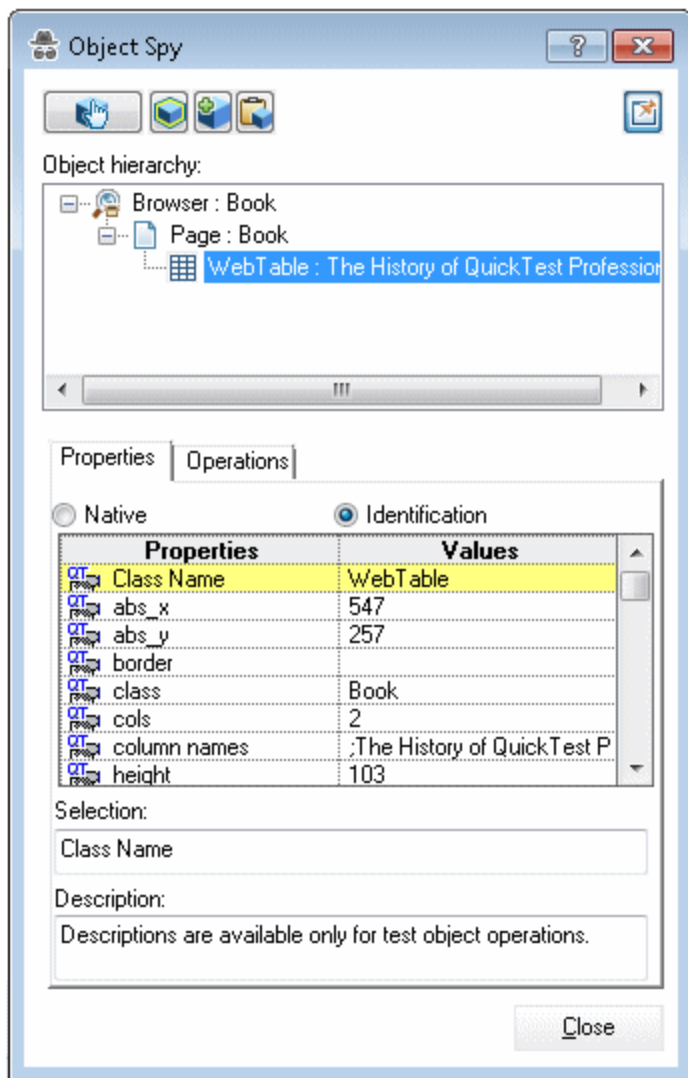 Object Spy
Object hierarchy:
Browser : Book
Page : Book
WebTable : The History of QuickTest Profession
Properties Operations
Native Identification
Properties Values
Class Name WebTable
abs_x 547
abs_y 257
border
class Book
cols 2
column names ;The History of QuickTest P
height 103
Selection:
Class Name
Description:
Descriptions are available only for test object operations.
Close